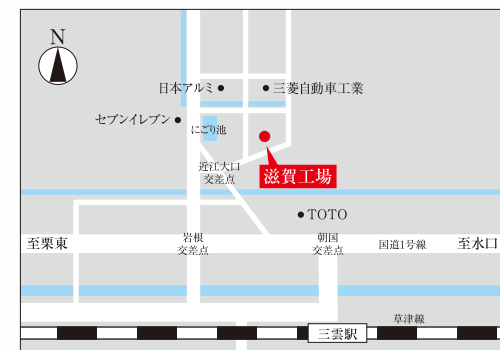 N
日本アルミ
三菱自動車工業
セブンイレブン
にごり池
近江大口
交差点
滋賀工場
TOTO
至栗東
岩根
交差点
朝国
交差点
国道1号線
至水口
草津線
三雲駅